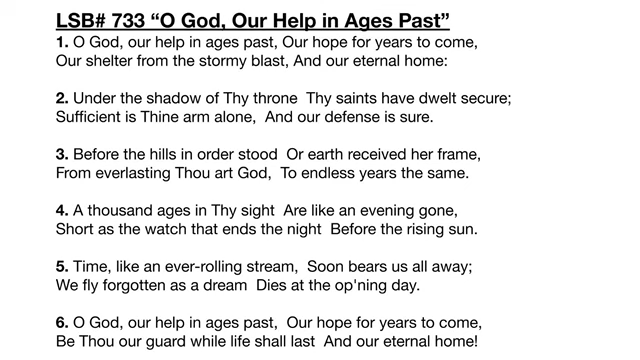 LSB# 733 “O God, Our Help in Ages Past”
1. O God, our help in ages past, Our hope for years to come,
Our shelter from the stormy blast, And our eternal home:
2. Under the shadow of Thy throne  Thy saints have dwelt secure;
Sufficient is Thine arm alone,  And our defense is sure.
3. Before the hills in order stood  Or earth received her frame,
From everlasting Thou art God,  To endless years the same.
4. A thousand ages in Thy sight  Are like an evening gone,
Short as the watch that ends the night  Before the rising sun.
5. Time, like an ever-rolling stream,  Soon bears us all away;
We fly forgotten as a dream  Dies at the op'ning day.
6. O God, our help in ages past,  Our hope for years to come,
Be Thou our guard while life shall last  And our eternal home!